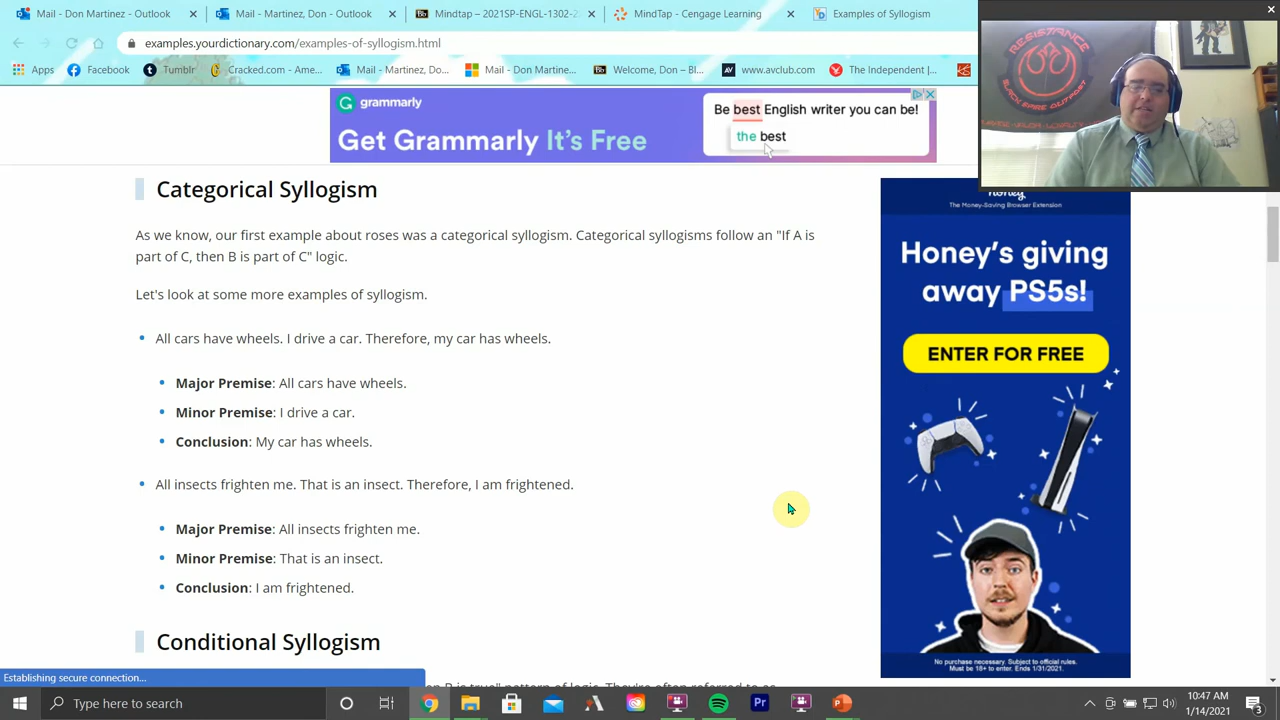 Mail - Martinez, Don - Outlook
Mail - Martinez, Don - Outlook
Mindtap – 2021SP-ENGL-1302-2
MindTap - Cengage Learning
Examples of Syllogism
examples.yourdictionary.com/examples-of-syllogism.html
Apps
Facebook
Tumblr
Cracked.com - Ame...
Mail - Martinez, Do...
Mail - Don Martine...
Welcome, Don – Bl...
www.avclub.com
The Independent |
RESISTANCE
BLACK SPIRE OUTPOST
grammarly
Get Grammarly It's Free
Be best English writer you can be!
the best
Categorical Syllogism
As we know, our first example about roses was a categorical syllogism. Categorical syllogisms follow an "If A is
part of C, then B is part of C" logic.
Let's look at some more examples of syllogism.
All cars have wheels. I drive a car. Therefore, my car has wheels.
Major Premise: All cars have wheels.
Minor Premise: I drive a car.
Conclusion: My car has wheels.
All insects frighten me. That is an insect. Therefore, I am frightened.
Major Premise: All insects frighten me.
Minor Premise: That is an insect.
Conclusion: I am frightened.
Conditional Syllogism
honey
The Money-Saving Browser Extension
Honey's giving
away PS5s!
ENTER FOR FREE
No purchase necessary. Subject to official rules.
Must be 18+ to enter. Ends 1/31/2021.
Establishing secure connection...
Type here to search
10:47 AM
1/14/2021
3